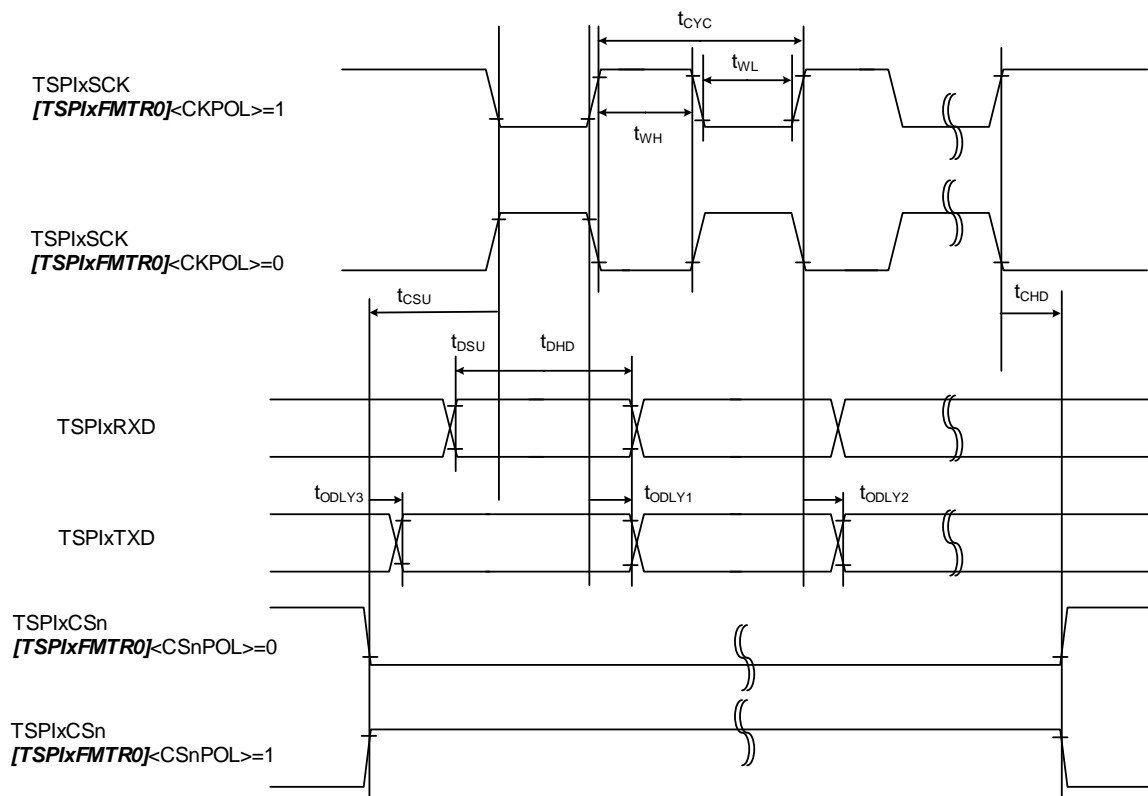 tCYC
tWL
TSPIxSCK
[TSPIxFMTR0]<CKPOL>=1
tWH
TSPIxSCK
[TSPIxFMTR0]<CKPOL>=0
tCSU
tCHD
tDSU
tDHD
TSPIxRXD
tODLY3
tODLY1
tODLY2
TSPIxTXD
TSPIxCSn
[TSPIxFMTR0]<CSnPOL>=0
TSPIxCSn
[TSPIxFMTR0]<CSnPOL>=1